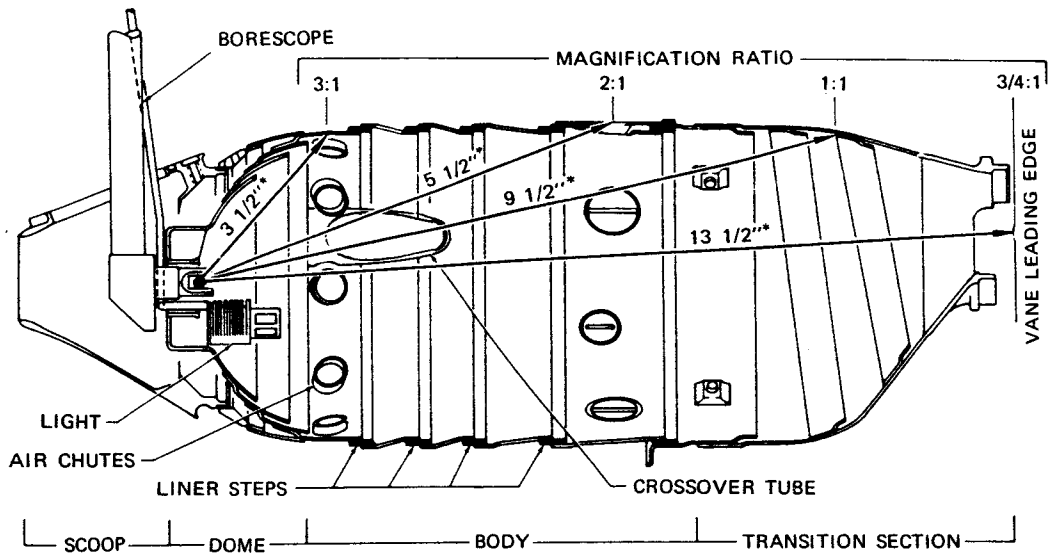 BORESCOPE
MAGNIFICATION RATIO
3:1
2:1
1:1
3/4:1
3 1/2"*
5 1/2"*
9 1/2"*
13 1/2"*
VANE LEADING EDGE
LIGHT
AIR CHUTES
LINER STEPS
CROSSOVER TUBE
SCOOP
DOME
BODY
TRANSITION SECTION